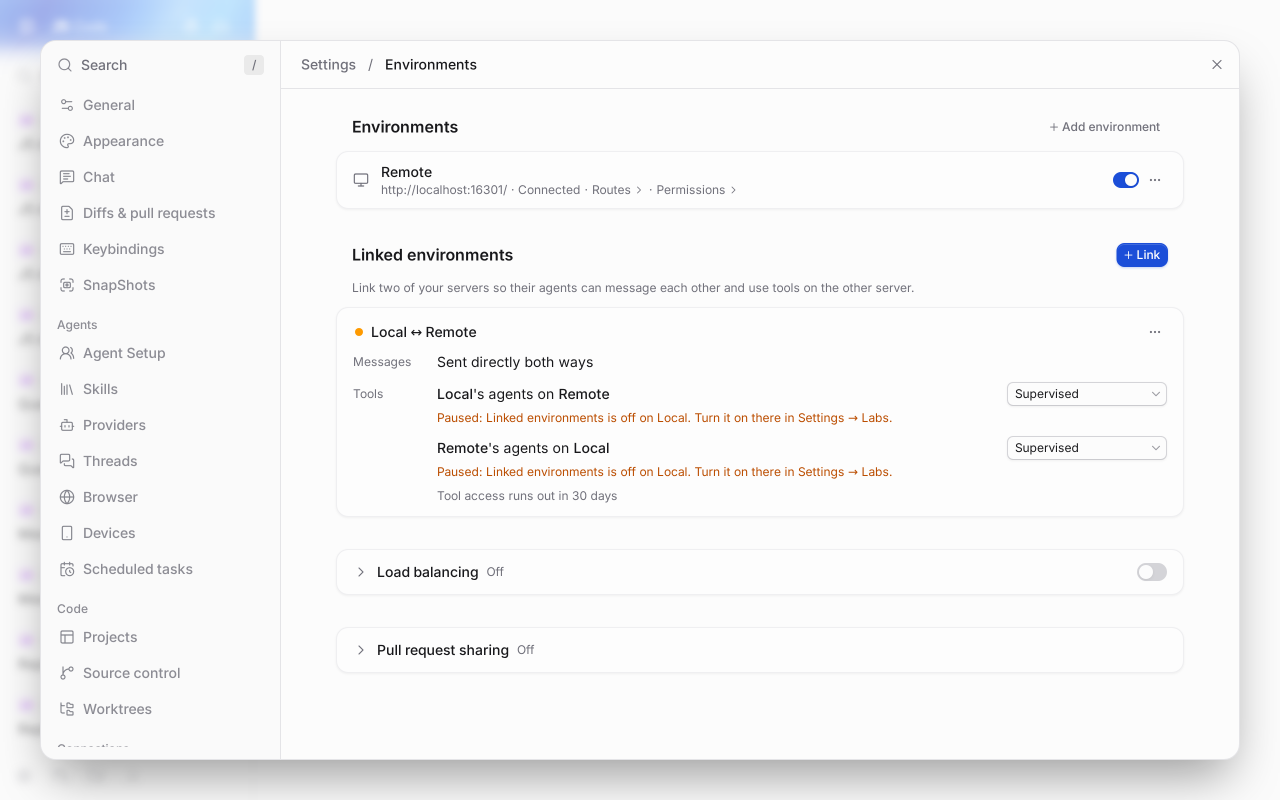 Search /
General
Appearance
Chat
Diffs & pull requests
Keybindings
SnapShots
Agents
Agent Setup
Skills
Providers
Threads
Browser
Devices
Scheduled tasks
Code
Projects
Source control
Worktrees
Connections
Settings / Environments
Environments
+ Add environment
Remote
http://localhost:16301/ · Connected · Routes > · Permissions >
Linked environments
+ Link
Link two of your servers so their agents can message each other and use tools on the other server.
Local ↔ Remote
Messages Sent directly both ways
Tools Local's agents on Remote Supervised
Paused: Linked environments is off on Local. Turn it on there in Settings → Labs.
Remote's agents on Local Supervised
Paused: Linked environments is off on Local. Turn it on there in Settings → Labs.
Tool access runs out in 30 days
Load balancing Off
Pull request sharing Off